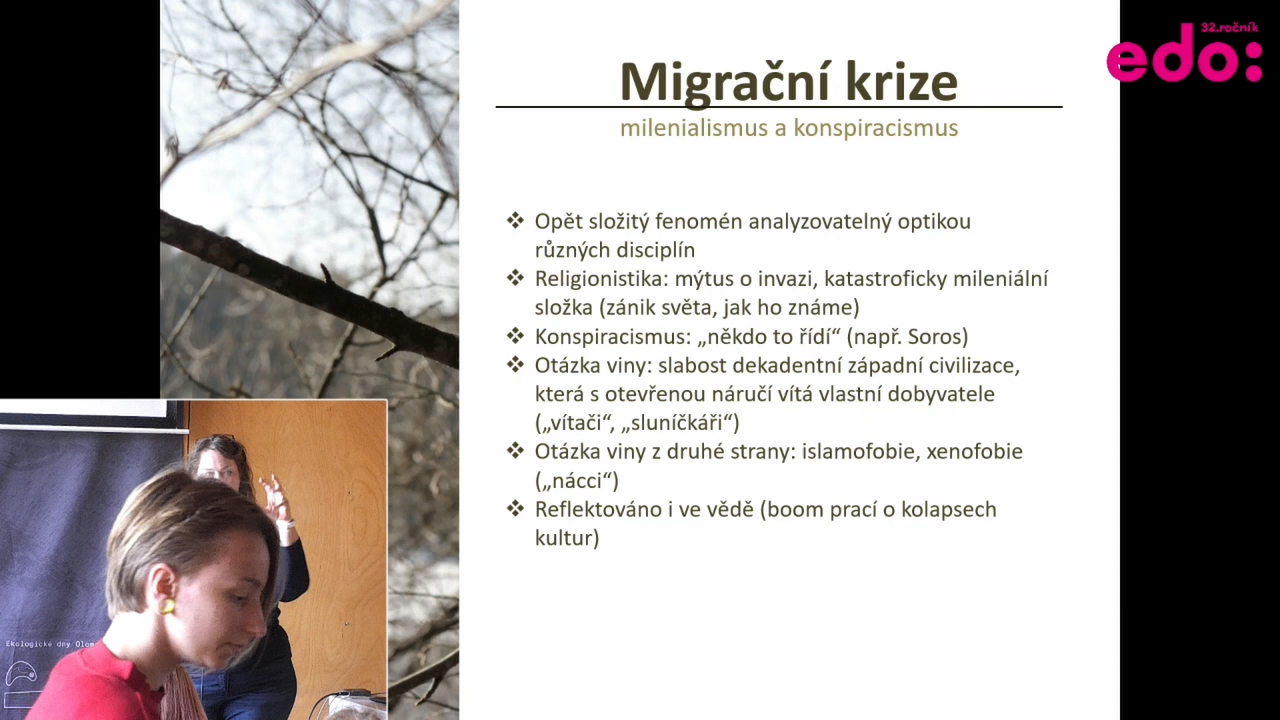 32.ročník
edo:
Migrační krize
milenialismus a konspiracismus
❖ Opět složitý fenomén analyzovatelný optikou
různých disciplín
❖ Religionistika: mýtus o invazi, katastroficky mileniální
složka (zánik světa, jak ho známe)
❖ Konspiracismus: „někdo to řídí“ (např. Soros)
❖ Otázka viny: slabost dekadentní západní civilizace,
která s otevřenou náručí vítá vlastní dobyvatele
(„vítači“, „sluníčkáři“)
❖ Otázka viny z druhé strany: islamofobie, xenofobie
(„nácci“)
❖ Reflektováno i ve vědě (boom prací o kolapsech
kultur)
Ekologické dny